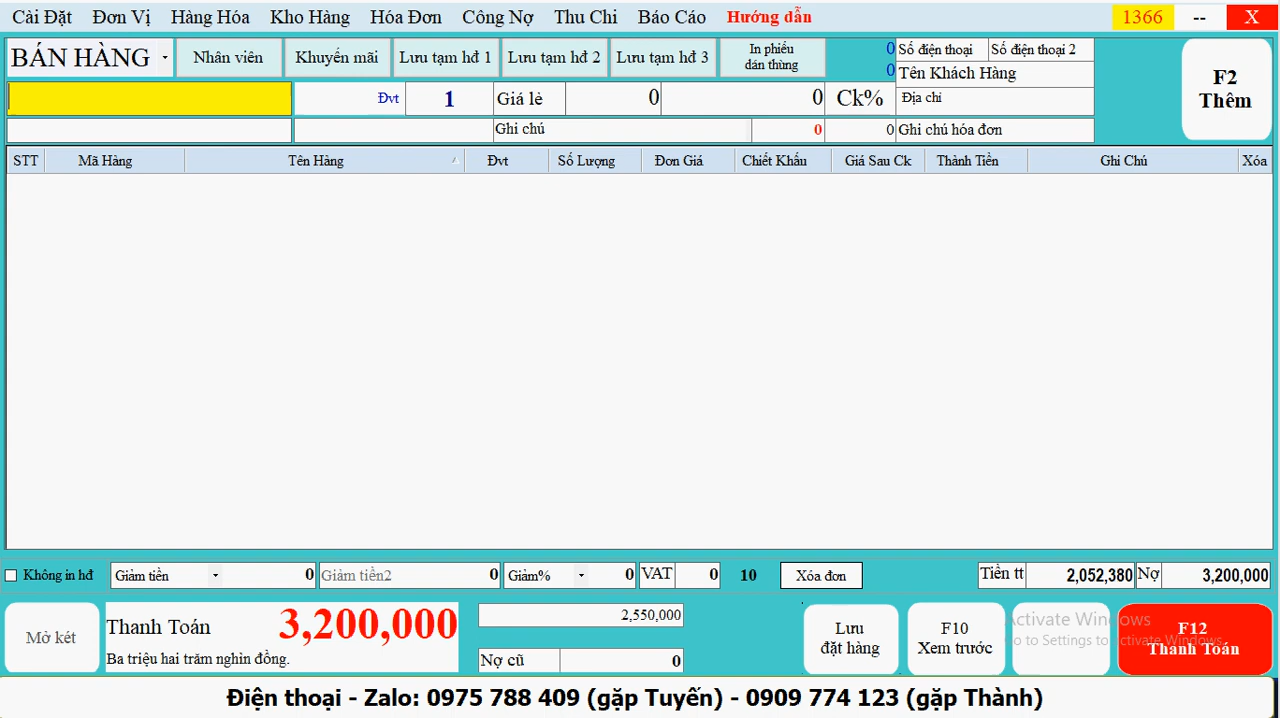 Cài Đặt Đơn Vị Hàng Hóa Kho Hàng Hóa Đơn Công Nợ Thu Chi Báo Cáo Hướng dẫn 1366 -- X
BÁN HÀNG Nhân viên Khuyến mãi Lưu tạm hđ 1 Lưu tạm hđ 2 Lưu tạm hđ 3 In phiếu dán thùng 0 Số điện thoại Số điện thoại 2
0 Tên Khách Hàng
F2 Thêm
Đvt 1 Giá lẻ 0 0 Ck% Địa chỉ
Ghi chú 0 0 Ghi chú hóa đơn
STT Mã Hàng Tên Hàng Đvt Số Lượng Đơn Giá Chiết Khấu Giá Sau Ck Thành Tiền Ghi Chú Xóa
Không in hđ Giảm tiền 0 Giảm tiền2 0 Giảm% 0 VAT 0 10 Xóa đơn Tiền tt 2,052,380 Nợ 3,200,000
Mở két Thanh Toán 3,200,000 2,550,000
Ba triệu hai trăm nghìn đồng. Nợ cũ 0
Lưu đặt hàng
F10 Xem trước
Activate Windows
Go to Settings to activate Windows.
F12 Thanh Toán
Điện thoại - Zalo: 0975 788 409 (gặp Tuyến) - 0909 774 123 (gặp Thành)